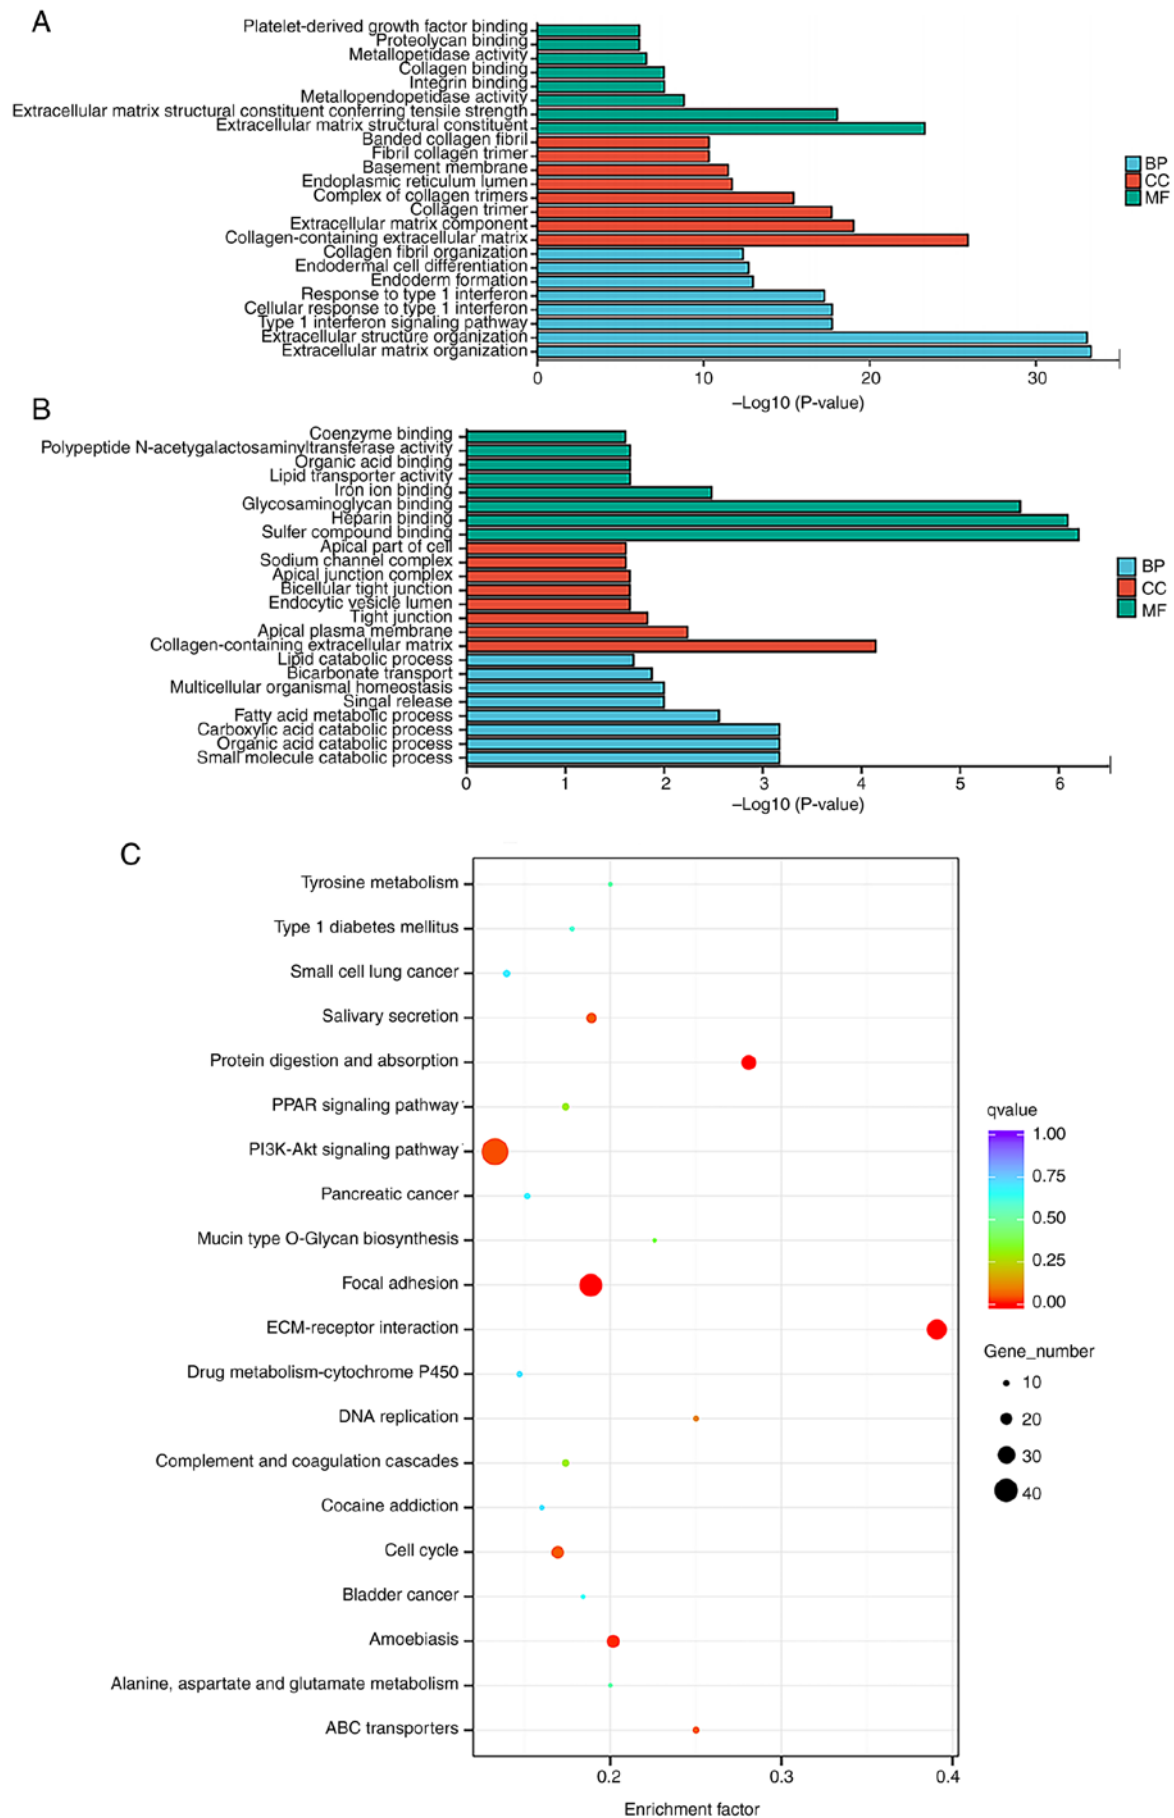 A
Platelet-derived growth factor binding
Proteolycan binding
Metallopetidase activity
Collagen binding
Integrin binding
Metallopendopetidase activity
Extracellular matrix structural constituent conferring tensile strength
Extracellular matrix structural constituent
Banded collagen fibril
Fibril collagen trimer
Basement membrane
Endoplasmic reticulum lumen
Complex of collagen trimers
Collagen trimer
Extracellular matrix component
Collagen-containing extracellular matrix
Collagen fibril organization
Endodermal cell differentiation
Endoderm formation
Response to type 1 interferon
Cellular response to type 1 interferon
Type 1 interferon signaling pathway
Extracellular structure organization
Extracellular matrix organization
0 10 20 30
–Log10 (P-value)
BP
CC
MF
B
Coenzyme binding
Polypeptide N-acetygalactosaminyltransferase activity
Organic acid binding
Lipid transporter activity
Iron ion binding
Glycosaminoglycan binding
Heparin binding
Sulfer compound binding
Apical part of cell
Sodium channel complex
Apical junction complex
Bicellular tight junction
Endocytic vesicle lumen
Tight junction
Apical plasma membrane
Collagen-containing extracellular matrix
Lipid catabolic process
Bicarbonate transport
Multicellular organismal homeostasis
Singal release
Fatty acid metabolic process
Carboxylic acid catabolic process
Organic acid catabolic process
Small molecule catabolic process
0 1 2 3 4 5 6
–Log10 (P-value)
BP
CC
MF
C
Tyrosine metabolism
Type 1 diabetes mellitus
Small cell lung cancer
Salivary secretion
Protein digestion and absorption
PPAR signaling pathway
PI3K-Akt signaling pathway
Pancreatic cancer
Mucin type O-Glycan biosynthesis
Focal adhesion
ECM-receptor interaction
Drug metabolism-cytochrome P450
DNA replication
Complement and coagulation cascades
Cocaine addiction
Cell cycle
Bladder cancer
Amoebiasis
Alanine, aspartate and glutamate metabolism
ABC transporters
0.2 0.3 0.4
Enrichment factor
qvalue
1.00
0.75
0.50
0.25
0.00
Gene_number
10
20
30
40